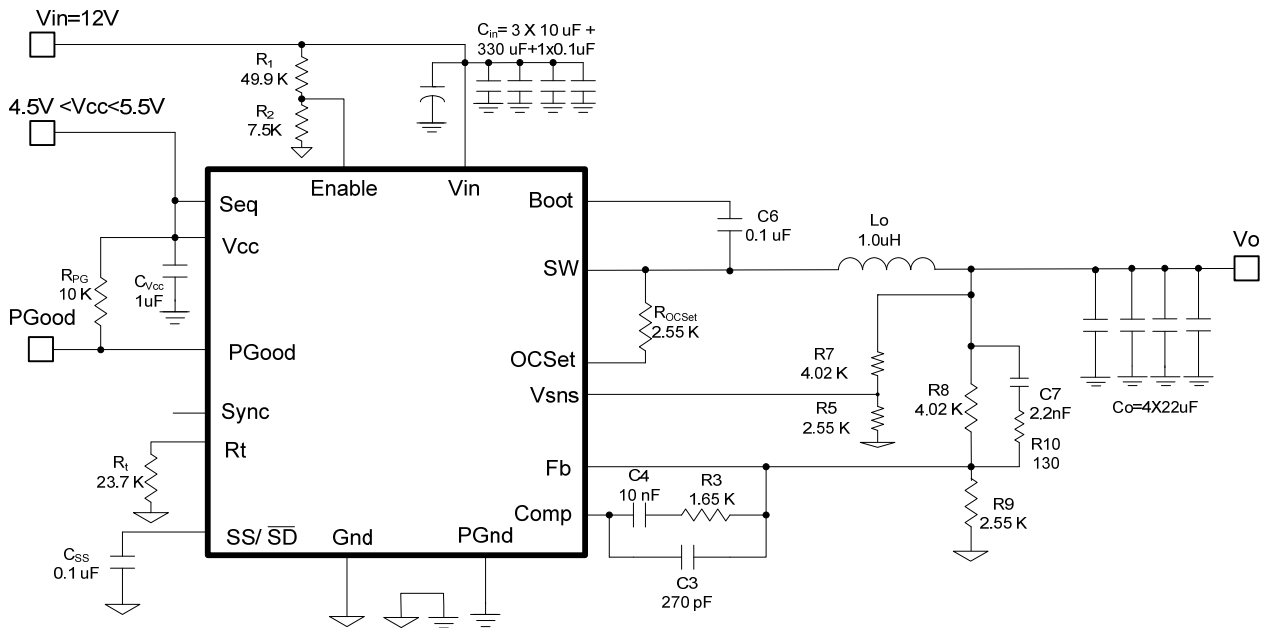 Vin=12V
Cin= 3 X 10 uF +
330 uF+1x0.1uF
R1
49.9 K
4.5V <Vcc<5.5V
R2
7.5K
Enable
Vin
Seq
Boot
C6
0.1 uF
Lo
1.0uH
Vo
Vcc
SW
RPG
10 K
CVcc
1uF
ROCSet
2.55 K
PGood
PGood
OCSet
R7
4.02 K
R8
4.02 K
C7
2.2nF
Co=4X22uF
Vsns
R5
2.55 K
Sync
R10
130
Rt
Rt
23.7 K
Fb
C4
10 nF
R3
1.65 K
R9
2.55 K
Comp
SS/ SD
Gnd
PGnd
CSS
0.1 uF
C3
270 pF